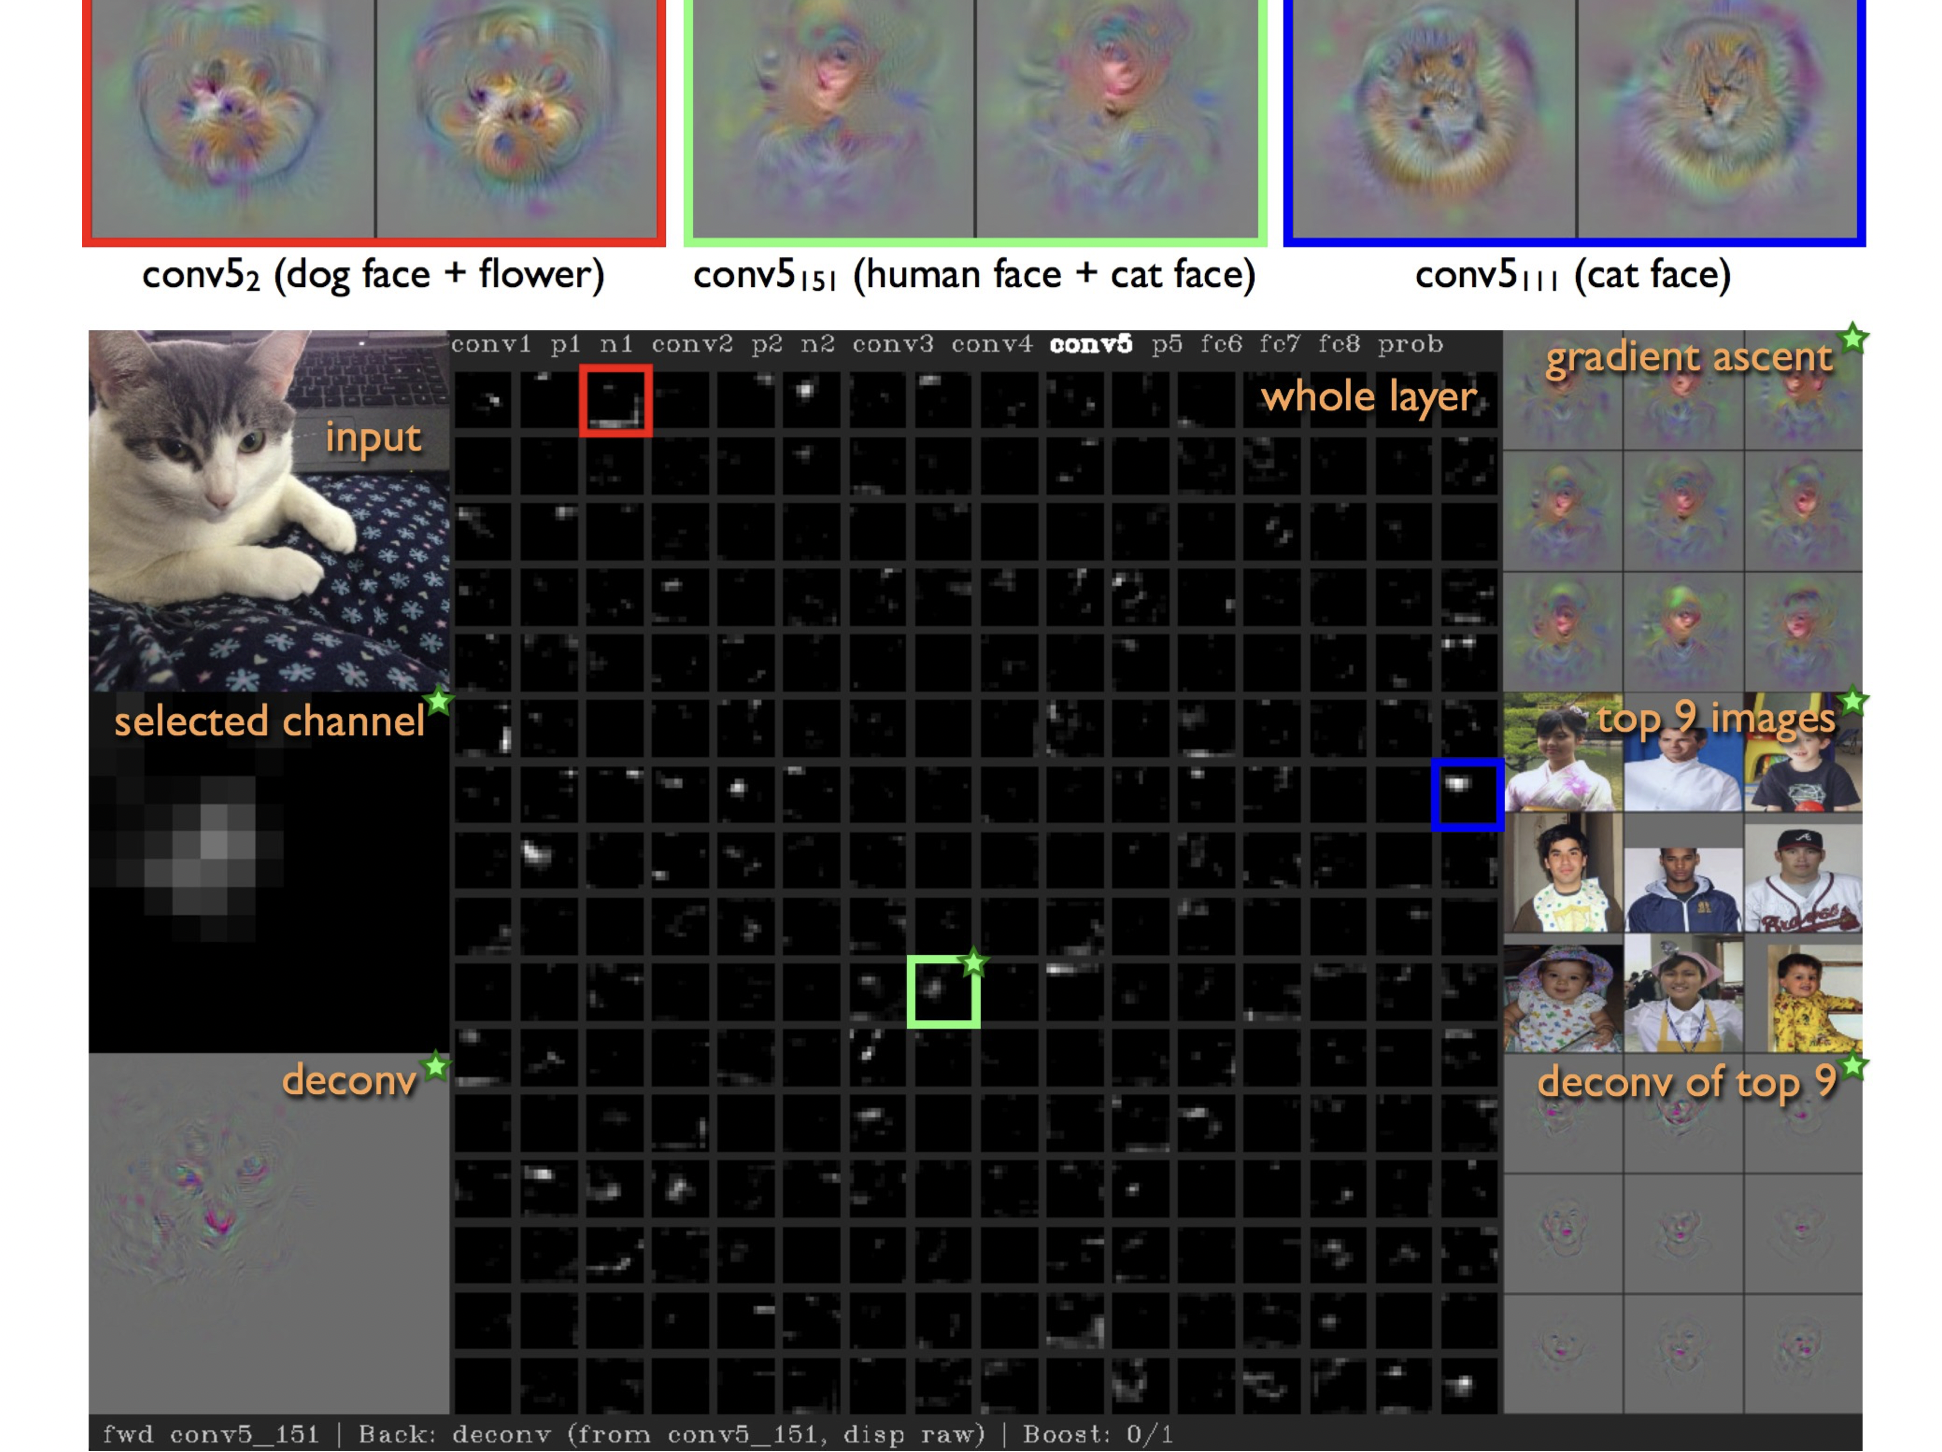 conv5₂ (dog face + flower)
conv5₁₅₁ (human face + cat face)
conv5₁₁₁ (cat face)
conv1 p1 n1 conv2 p2 n2 conv3 conv4 conv5 p5 fc6 fc7 fc8 prob
input
whole layer
gradient ascent
selected channel
top 9 images
Braves
deconv
deconv of top 9
fwd conv5_151 | Back: deconv (from conv5_151, disp raw) | Boost: 0/1